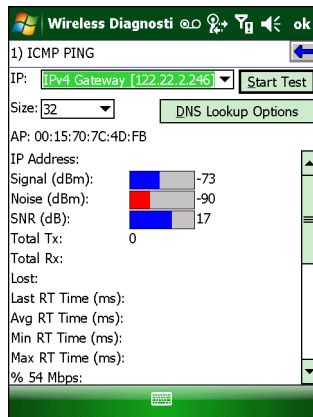 Wireless Diagnosti ok
1) ICMP PING
IP: IPv4 Gateway [122.22.2.246] Start Test
Size: 32 DNS Lookup Options
AP: 00:15:70:7C:4D:FB
IP Address:
Signal (dBm): -73
Noise (dBm): -90
SNR (dB): 17
Total Tx: 0
Total Rx:
Lost:
Last RT Time (ms):
Avg RT Time (ms):
Min RT Time (ms):
Max RT Time (ms):
% 54 Mbps: